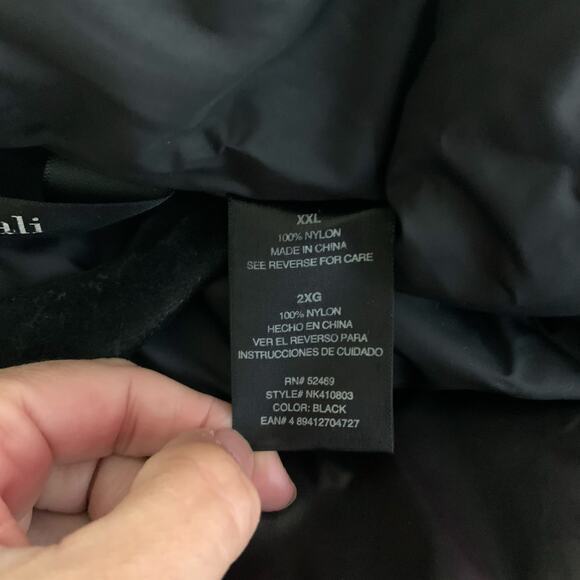 ali
XXL
100% NYLON
MADE IN CHINA
SEE REVERSE FOR CARE
2XG
100% NYLON
HECHO EN CHINA
VER EL REVERSO PARA
INSTRUCCIONES DE CUIDADO
RN# 52469
STYLE# NK410803
COLOR: BLACK
EAN# 4 89412704727